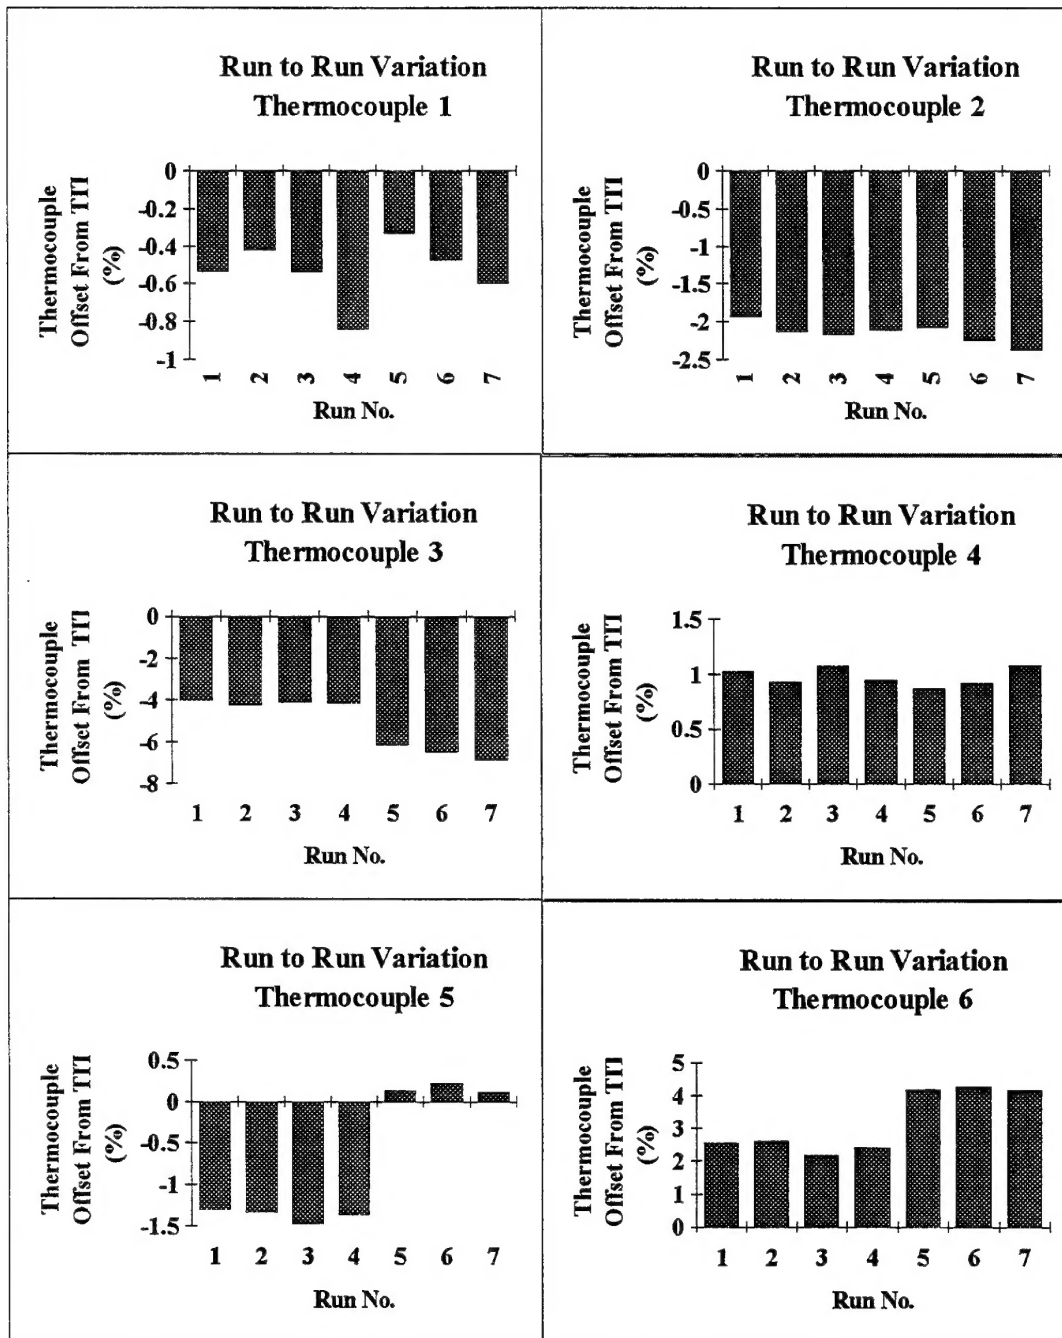 Run to Run Variation
Thermocouple 1
Thermocouple
Offset From TIT
(%)
0
-0.2
-0.4
-0.6
-0.8
-1
1 2 3 4 5 6 7
Run No.
Run to Run Variation
Thermocouple 2
Thermocouple
Offset From TIT
(%)
0
-0.5
-1
-1.5
-2
-2.5
1 2 3 4 5 6 7
Run No.
Run to Run Variation
Thermocouple 3
Thermocouple
Offset From TIT
(%)
0
-2
-4
-6
-8
1 2 3 4 5 6 7
Run No.
Run to Run Variation
Thermocouple 4
Thermocouple
Offset From TIT
(%)
1.5
1
0.5
0
1 2 3 4 5 6 7
Run No.
Run to Run Variation
Thermocouple 5
Thermocouple
Offset From TIT
(%)
0.5
0
-0.5
-1
-1.5
1 2 3 4 5 6 7
Run No.
Run to Run Variation
Thermocouple 6
Thermocouple
Offset From TIT
(%)
5
4
3
2
1
0
1 2 3 4 5 6 7
Run No.